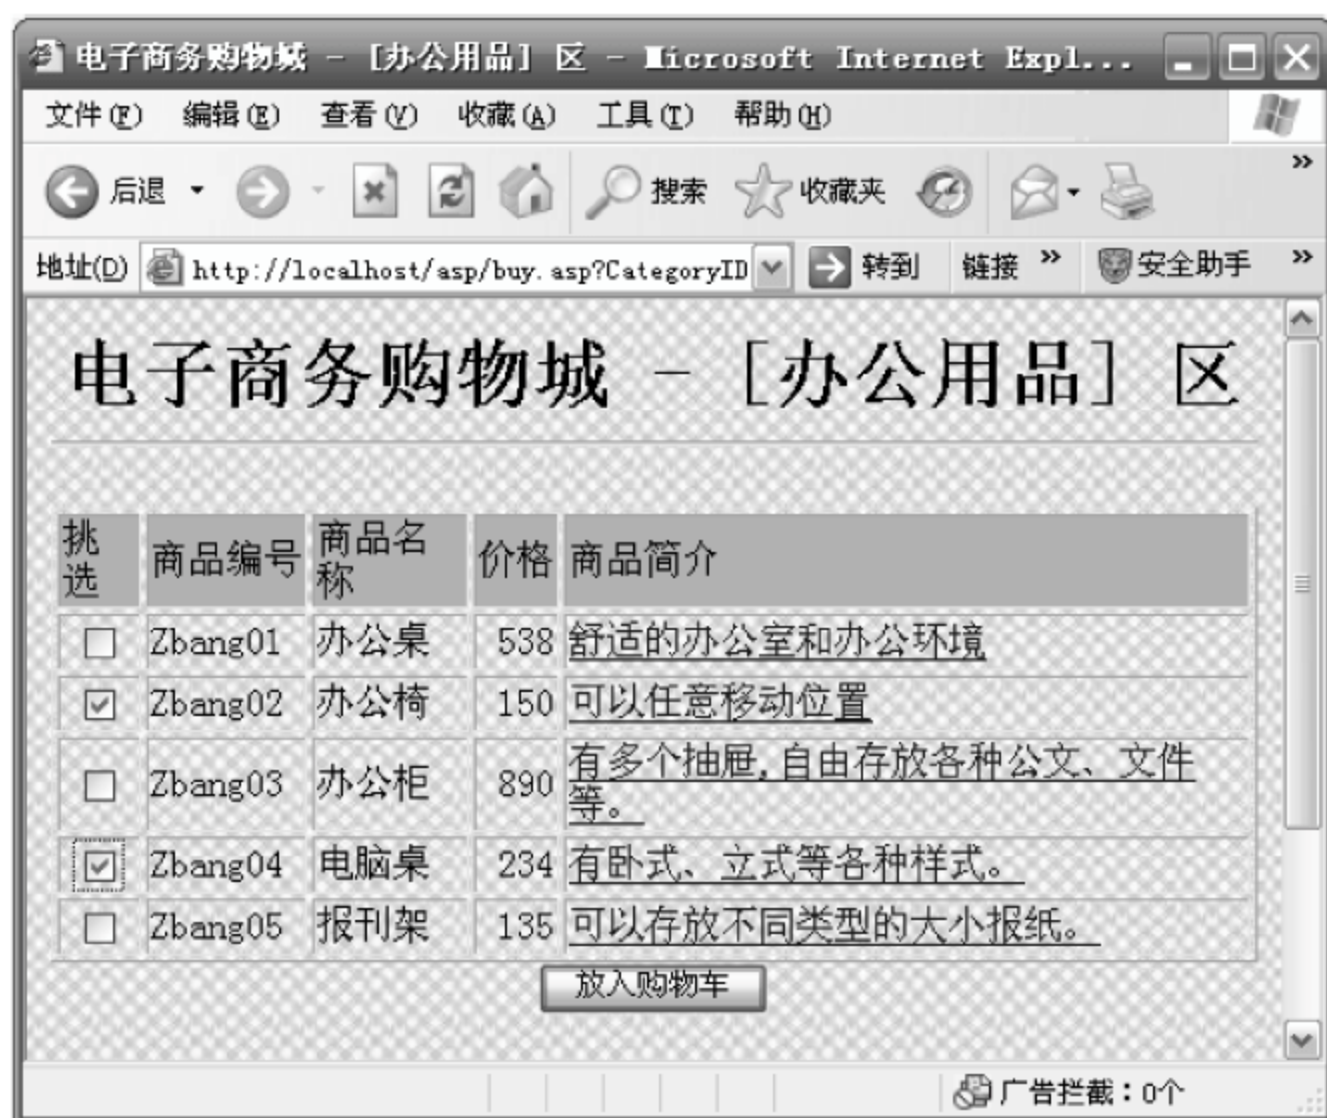 电子商务购物城 - [办公用品] 区 - Microsoft Internet Expl...
文件(F) 编辑(E) 查看(V) 收藏(A) 工具(T) 帮助(H)
后退 搜索 收藏夹 »
地址(D) http://localhost/asp/buy.asp?CategoryID 转到 链接 » 安全助手 »
电子商务购物城 - [办公用品] 区
挑选 商品编号 商品名称 价格 商品简介
Zbang01 办公桌 538 舒适的办公室和办公环境
Zbang02 办公椅 150 可以任意移动位置
Zbang03 办公柜 890 有多个抽屉,自由存放各种公文、文件
等。
Zbang04 电脑桌 234 有卧式、立式等各种样式。
Zbang05 报刊架 135 可以存放不同类型的大小报纸。
放入购物车
广告拦截：0个